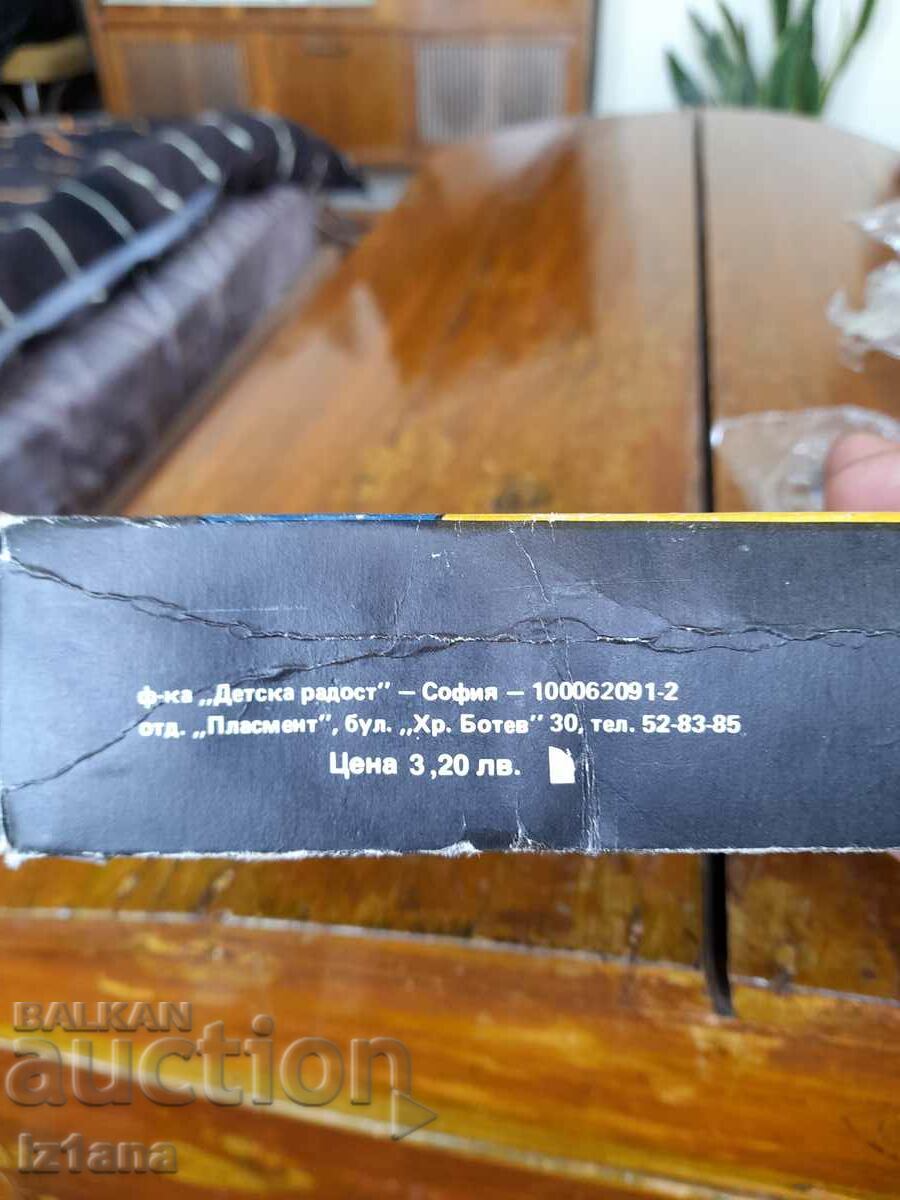 ф-ка „Детска радост" – София – 100062091-2
отд. „Пласмент", бул. „Хр. Ботев" 30, тел. 52-83-85
Цена 3,20 лв.
BALKAN
auction
iz1ana